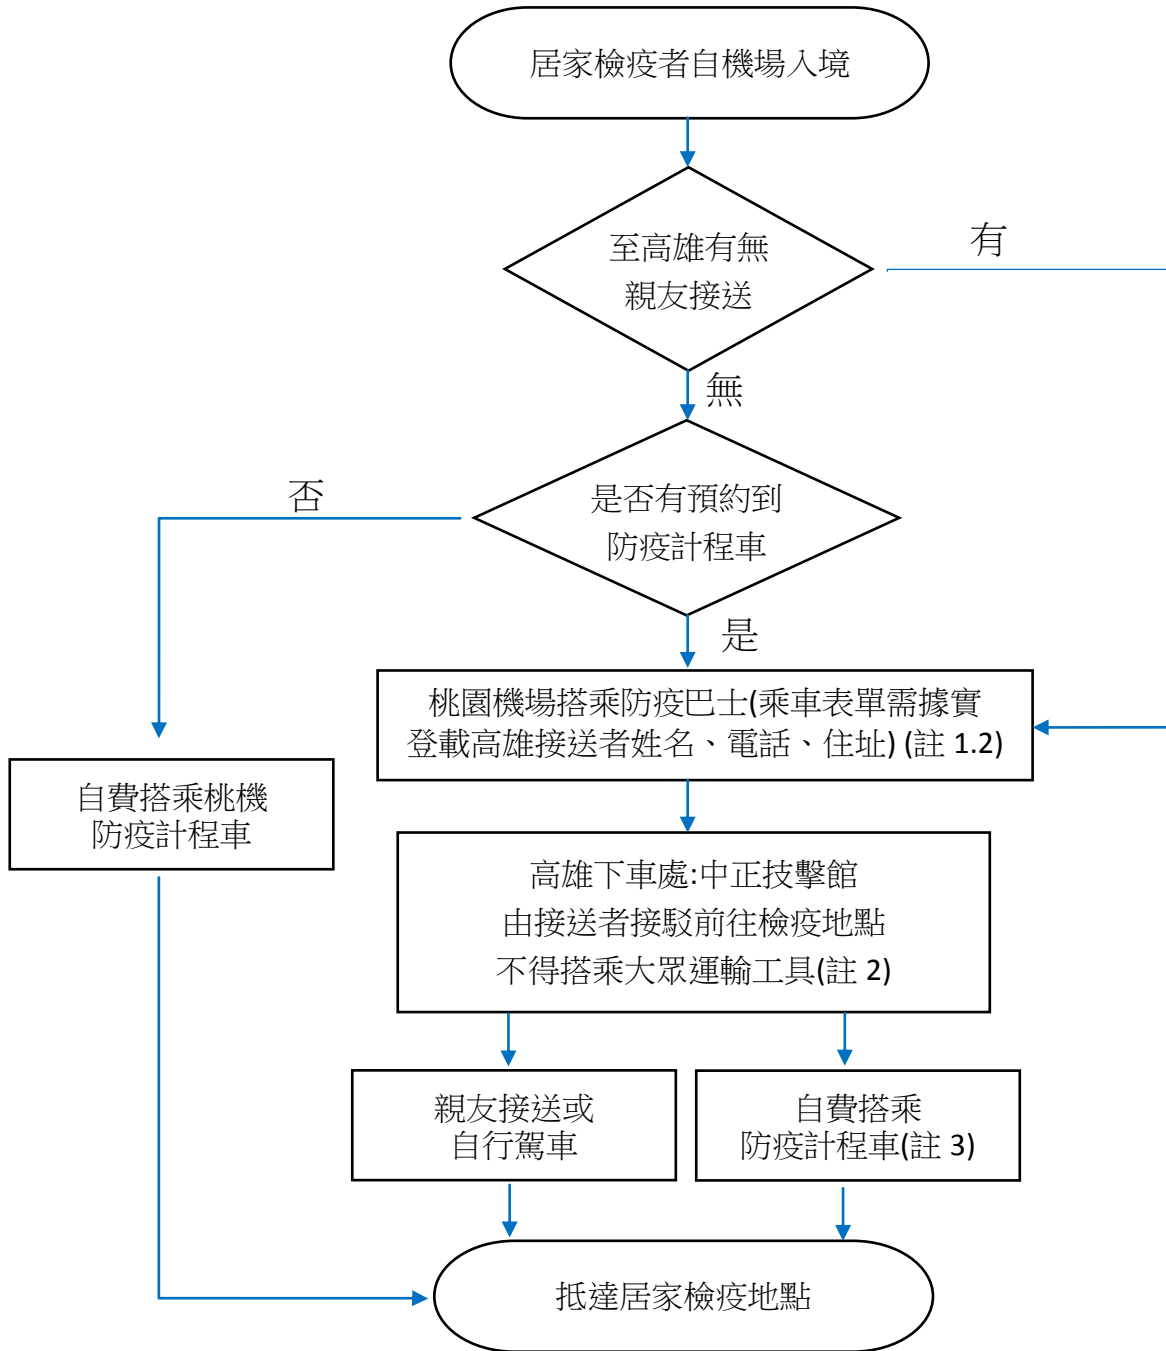 居家檢疫者自機場入境
至高雄有無
親友接送
有
無
是否有預約到
防疫計程車
否
是
桃園機場搭乘防疫巴士(乘車表單需據實
登載高雄接送者姓名、電話、住址) (註 1.2)
自費搭乘桃機
防疫計程車
高雄下車處:中正技擊館
由接送者接駁前往檢疫地點
不得搭乘大眾運輸工具(註 2)
親友接送或
自行駕車
自費搭乘
防疫計程車(註 3)
抵達居家檢疫地點